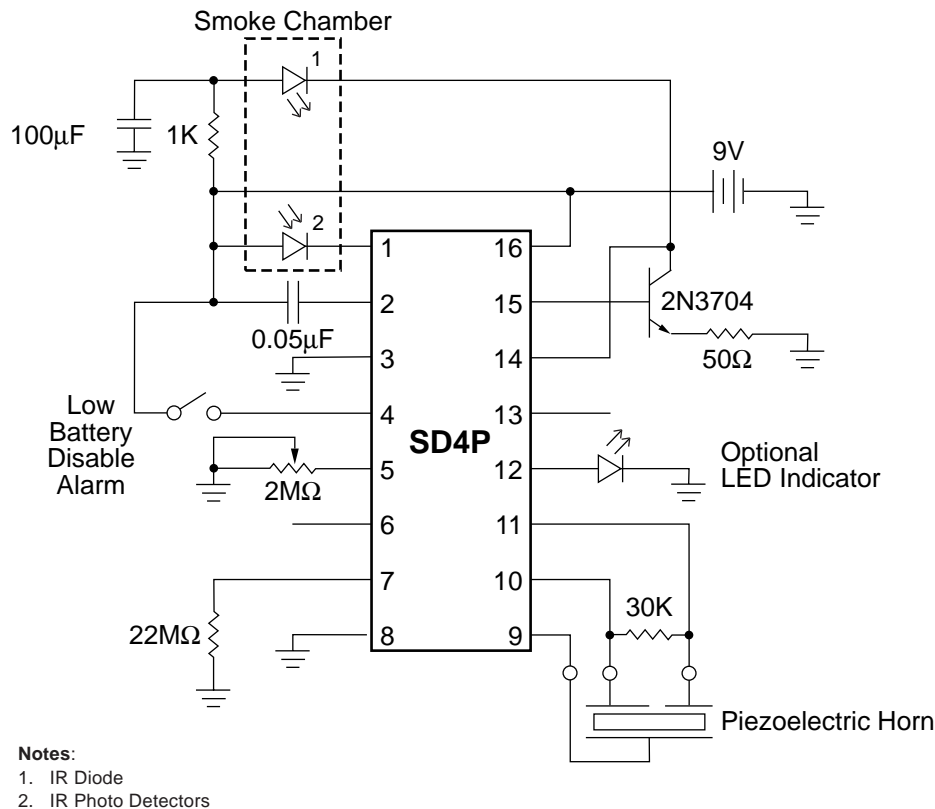 Smoke Chamber
1
100µF
1K
9V
2
1
16
2
15
2N3704
0.05µF
3
14
50Ω
Low
Battery
Disable
Alarm
4
13
SD4P
5
12
2MΩ
Optional
LED Indicator
6
11
7
10
30K
22MΩ
8
9
Piezoelectric Horn
Notes:
1. IR Diode
2. IR Photo Detectors